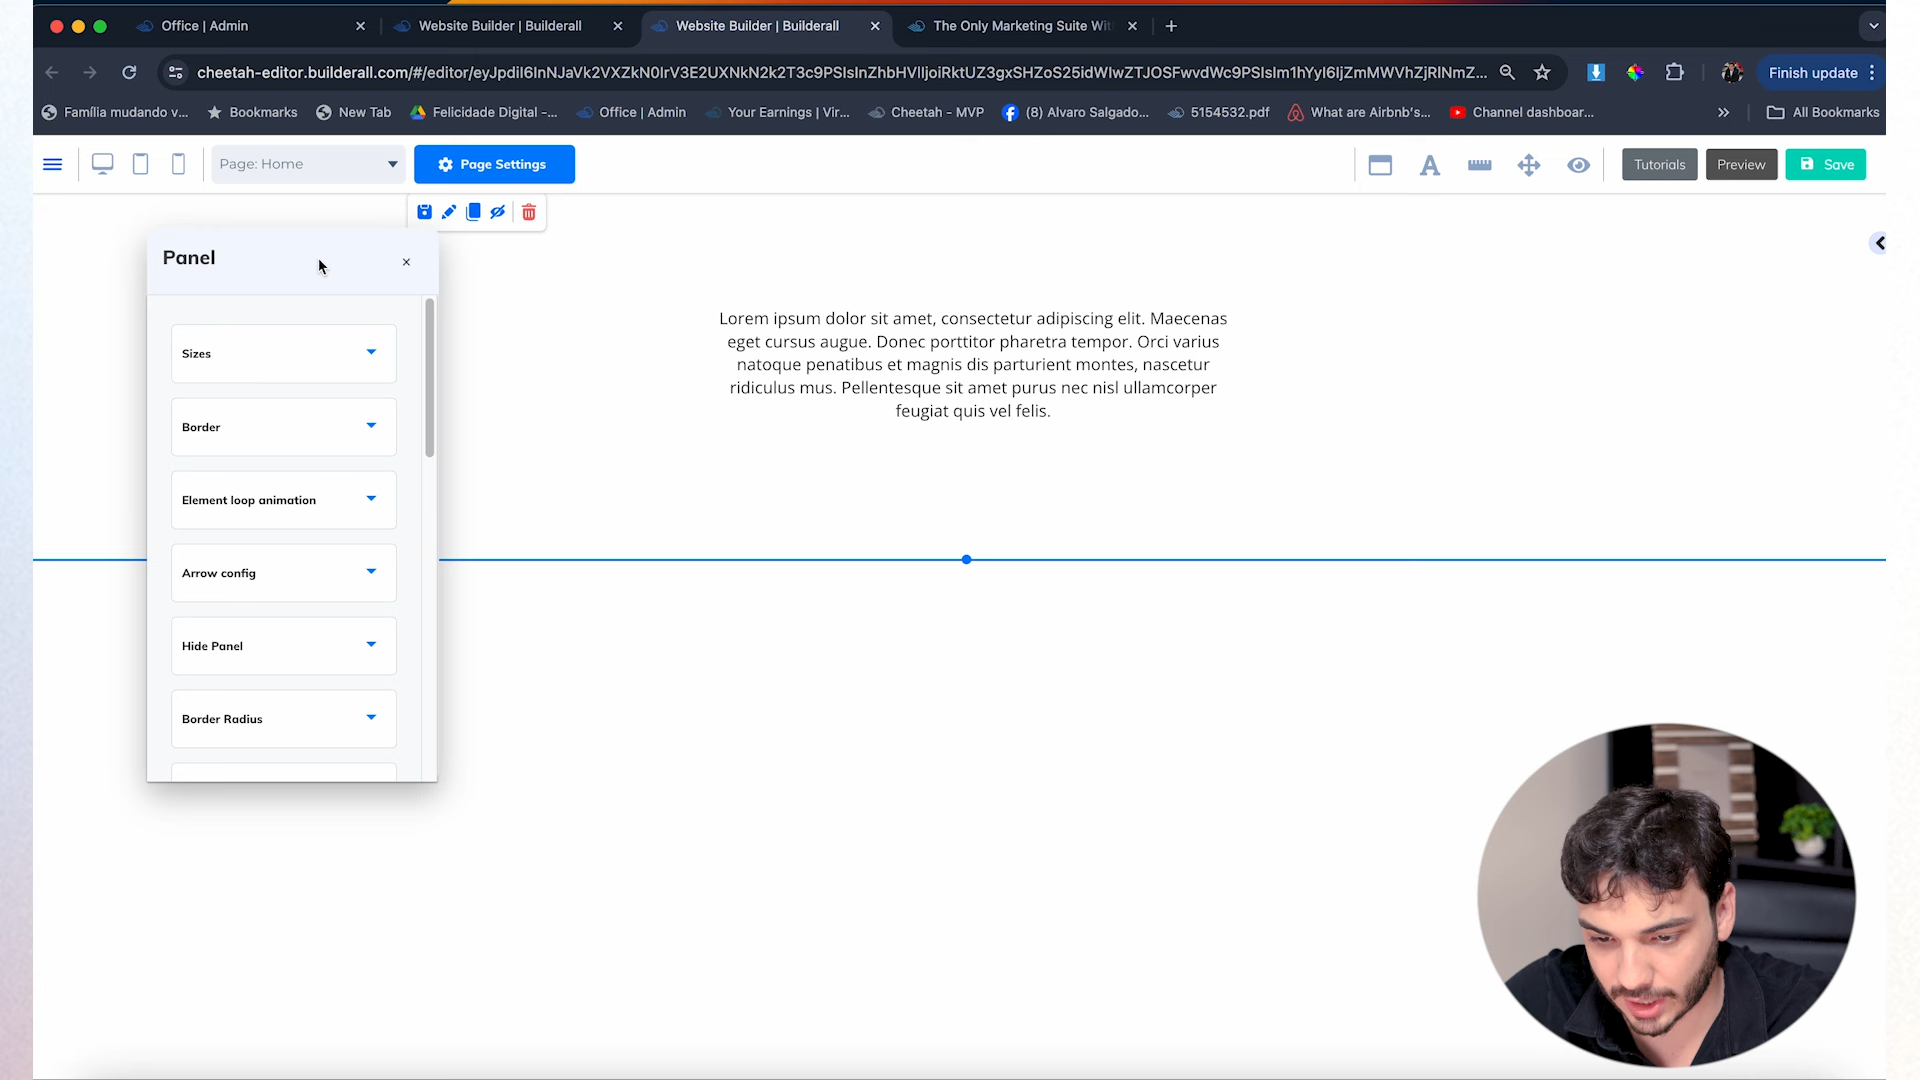 Office | Admin
Website Builder | Builderall
Website Builder | Builderall
The Only Marketing Suite Wit
cheetah-editor.builderall.com/#/editor/
Finish update
Família mudando v...
Bookmarks
New Tab
Felicidade Digital -...
Office | Admin
Your Earnings | Vir...
Cheetah - MVP
(8) Alvaro Salgado...
5154532.pdf
What are Airbnb's...
Channel dashboar...
All Bookmarks
Page: Home
Page Settings
Tutorials
Preview
Save
Panel
Sizes
Border
Element loop animation
Arrow config
Hide Panel
Border Radius
Lorem ipsum dolor sit amet, consectetur adipiscing elit. Maecenas
eget cursus augue. Donec porttitor pharetra tempor. Orci varius
natoque penatibus et magnis dis parturient montes, nascetur
ridiculus mus. Pellentesque sit amet purus nec nisl ullamcorper
feugiat quis vel felis.